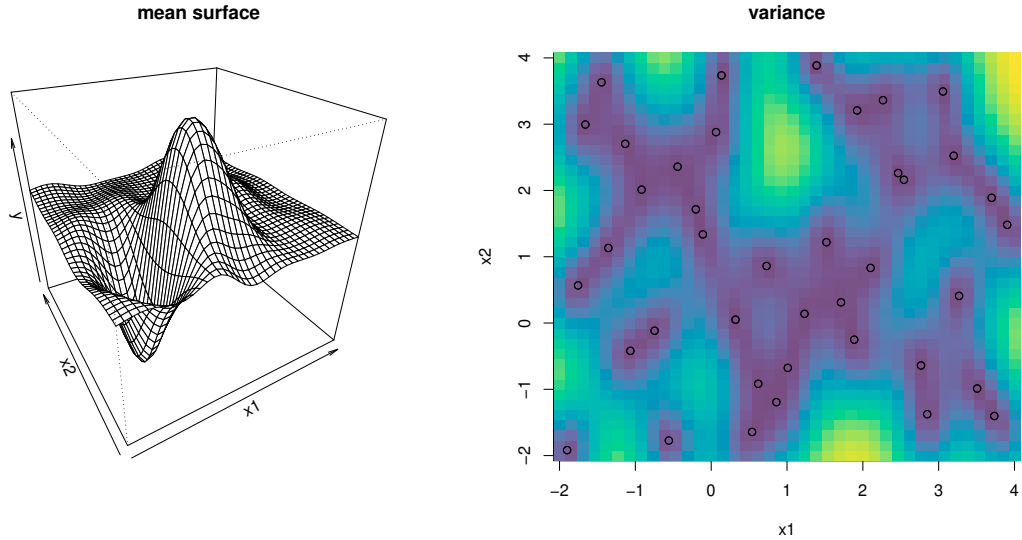 mean surface
variance
y
x2
x1
x2
4
3
2
1
0
−1
−2
−2 −1 0 1 2 3 4
x1